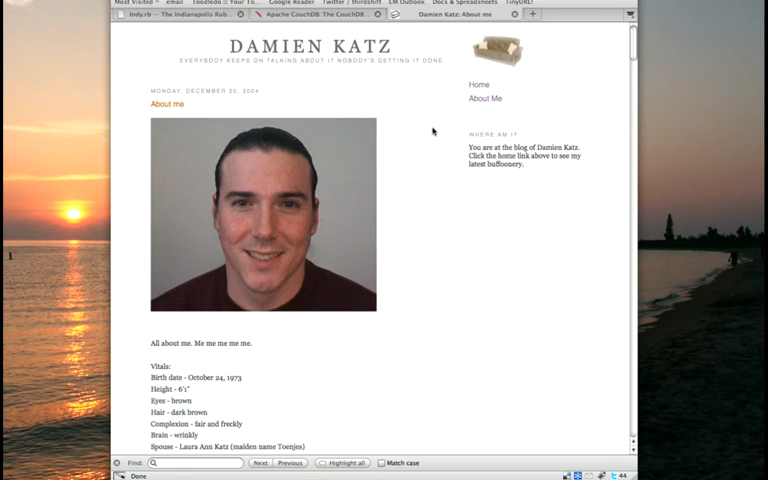 Most Visited email Toodledo :: Your To... Google Reader Twitter / thirdshift LM Outlook Docs & Spreadsheets TinyURL!
Indy.rb — The Indianapolis Rub... Apache CouchDB: The CouchDB... Damien Katz: About me
DAMIEN KATZ
EVERYBODY KEEPS ON TALKING ABOUT IT NOBODY'S GETTING IT DONE
Home
About Me
MONDAY, DECEMBER 20, 2004
About me
WHERE AM I?
You are at the blog of Damien Katz.
Click the home link above to see my
latest buffoonery.
All about me. Me me me me me.
Vitals:
Birth date - October 24, 1973
Height - 6'1"
Eyes - brown
Hair - dark brown
Complexion - fair and freckly
Brain - wrinkly
Spouse - Laura Ann Katz (maiden name Toenjes)
Find: Next Previous Highlight all Match case
Done 44